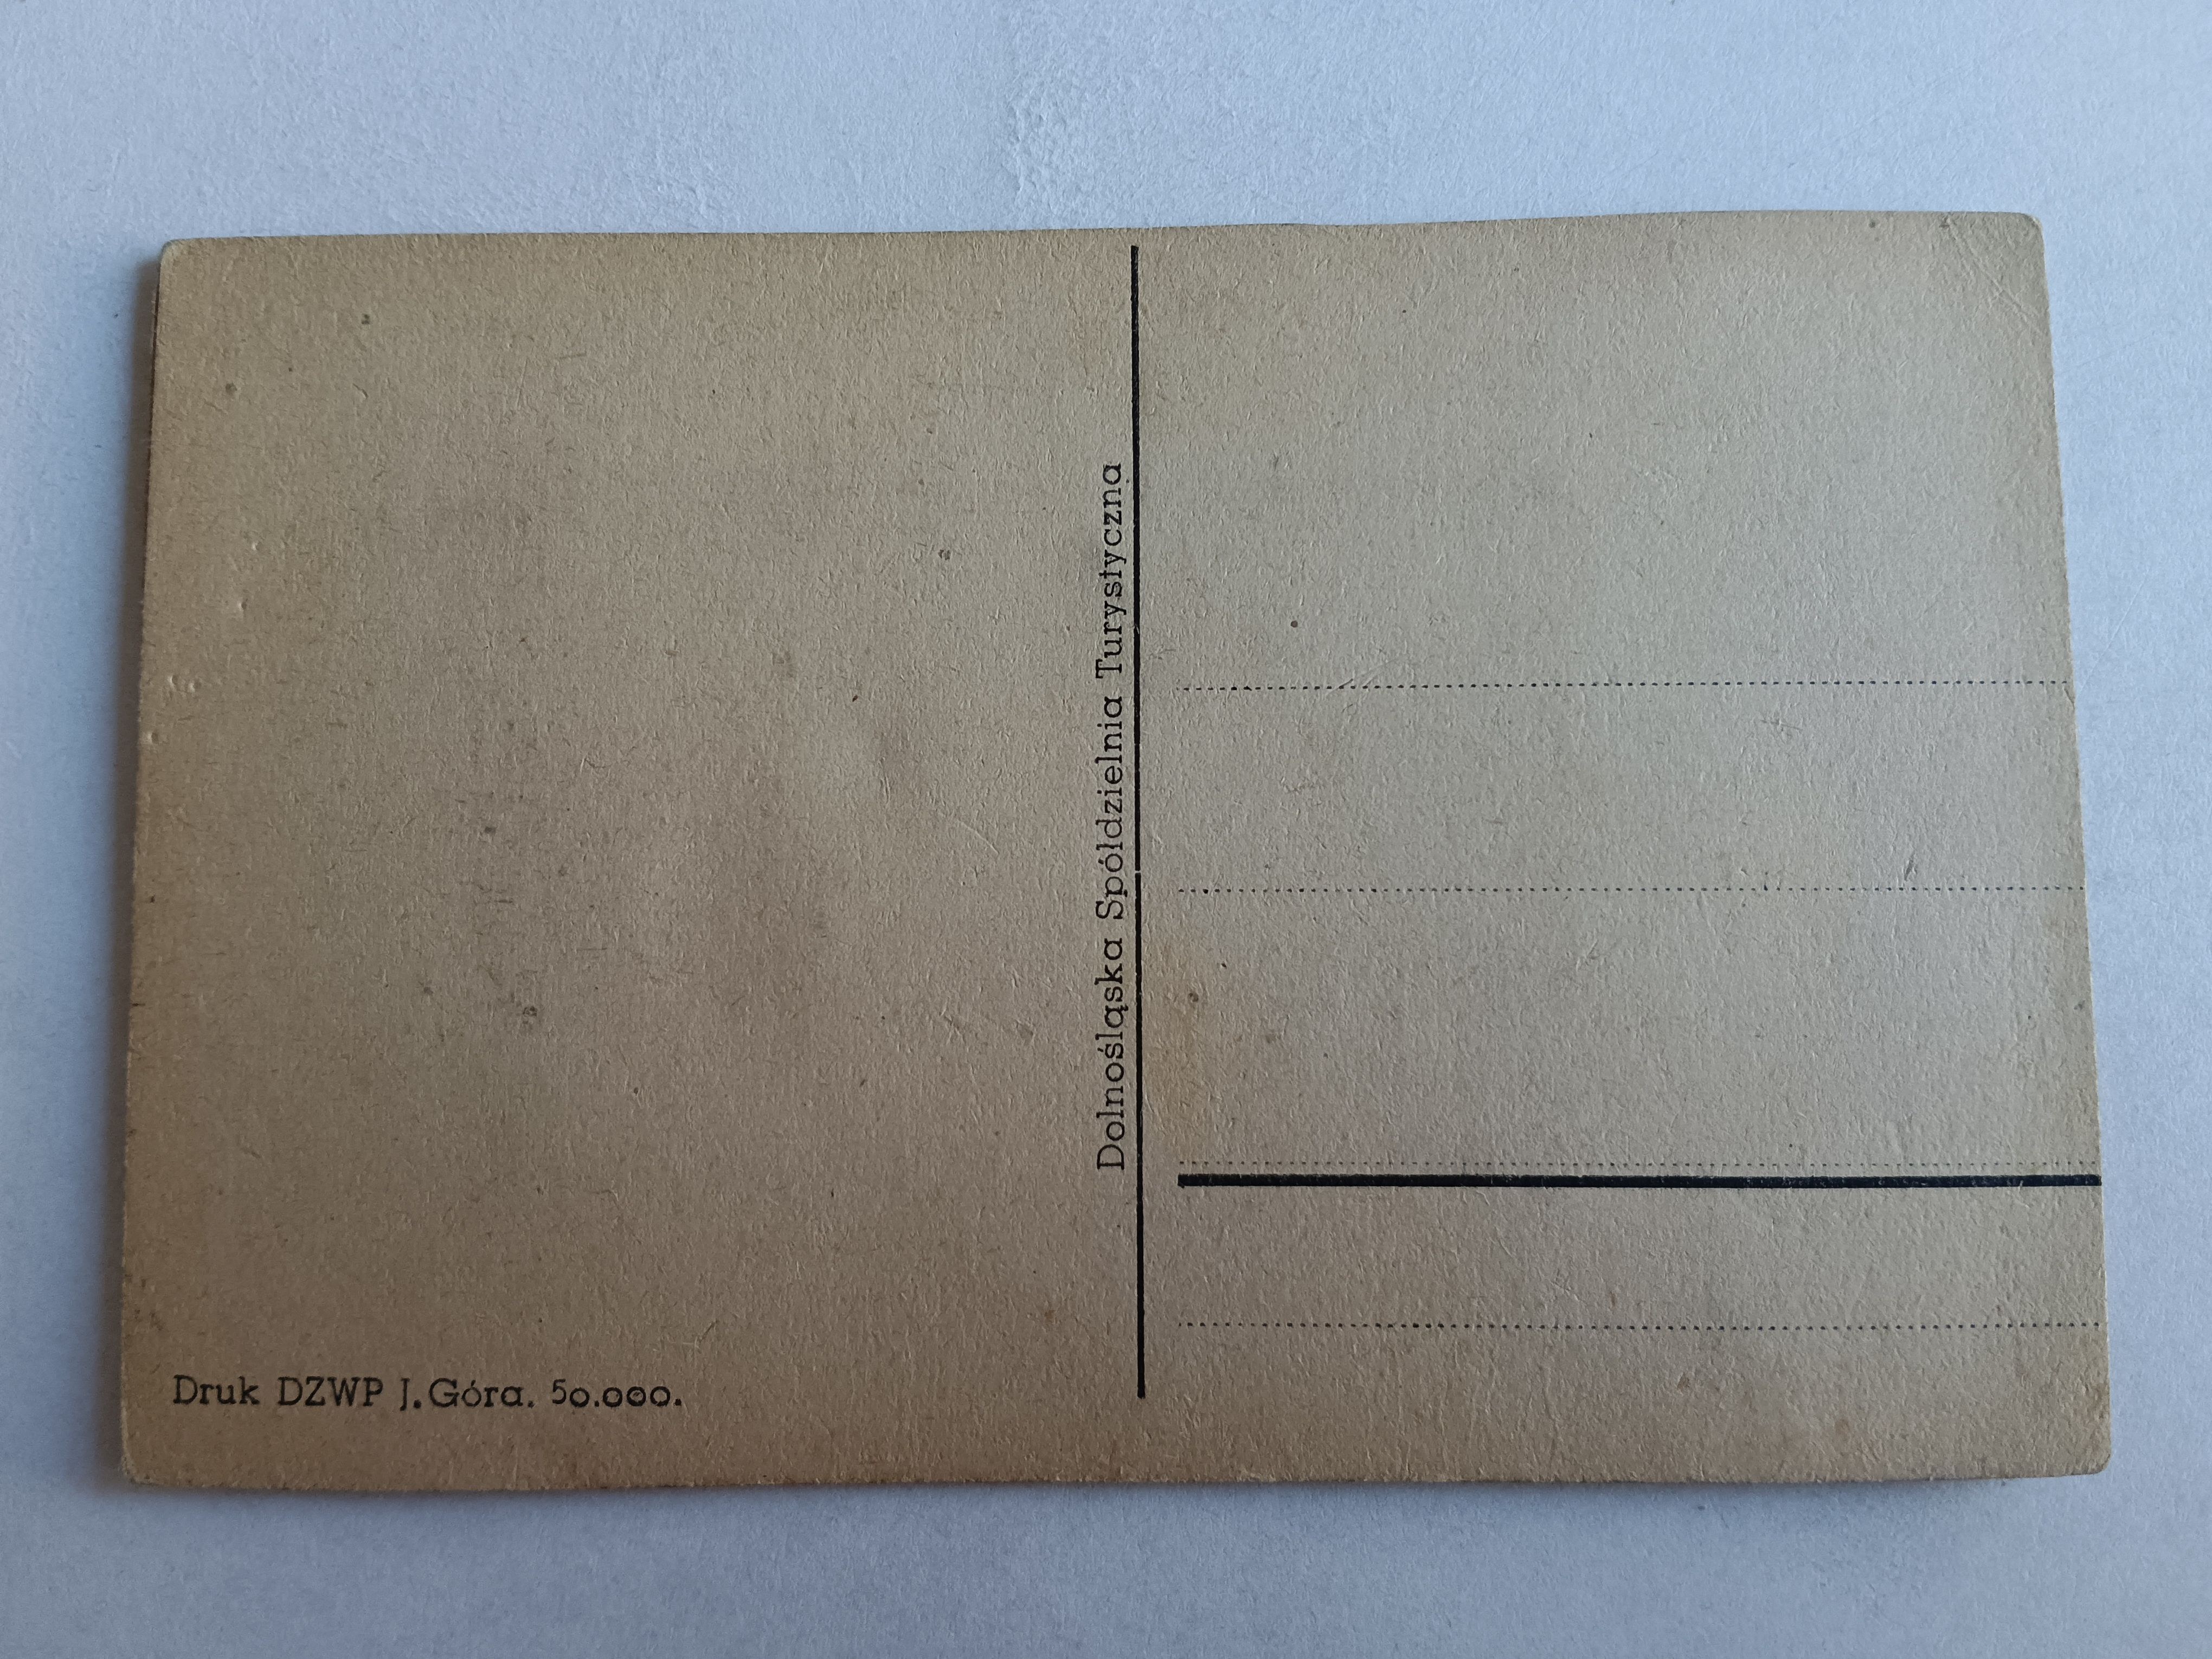 Dolnośląska Spółdzielnia Turystyczna
Druk DZWP J. Góra. 50.000.